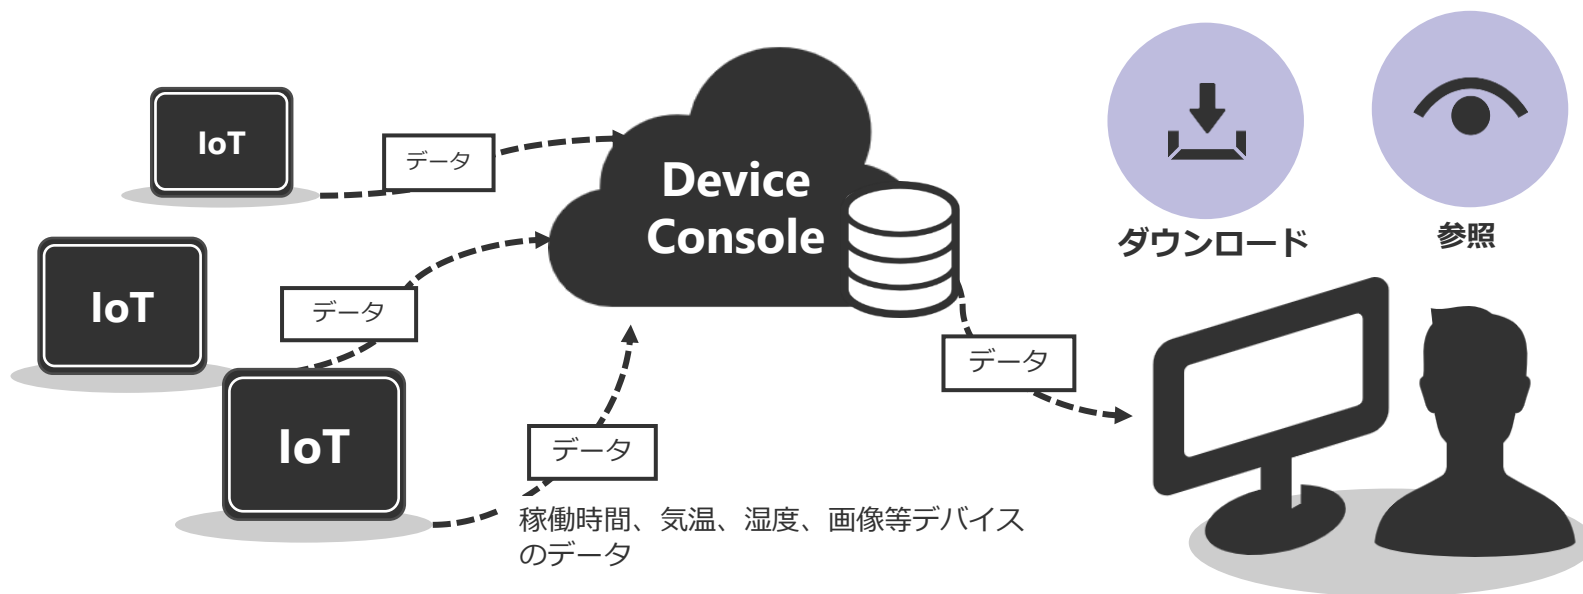 IoT
データ
IoT
データ
IoT
データ
稼働時間、気温、湿度、画像等デバイス
のデータ
Device
Console
データ
ダウンロード
参照